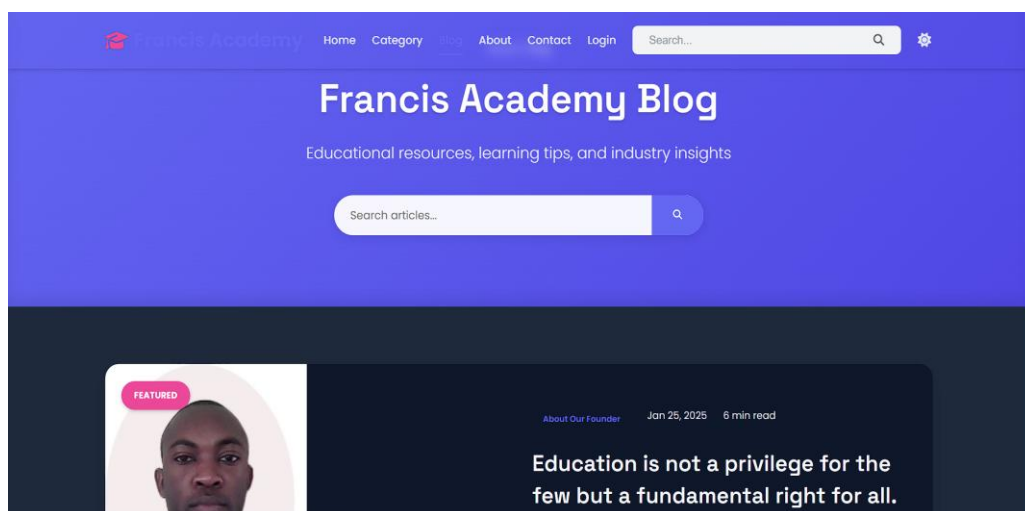 Francis Academy
Home Category Blog About Contact Login Search...
Francis Academy Blog
Educational resources, learning tips, and industry insights
Search articles...
FEATURED
About Our Founder Jan 25, 2025 6 min read
Education is not a privilege for the
few but a fundamental right for all.